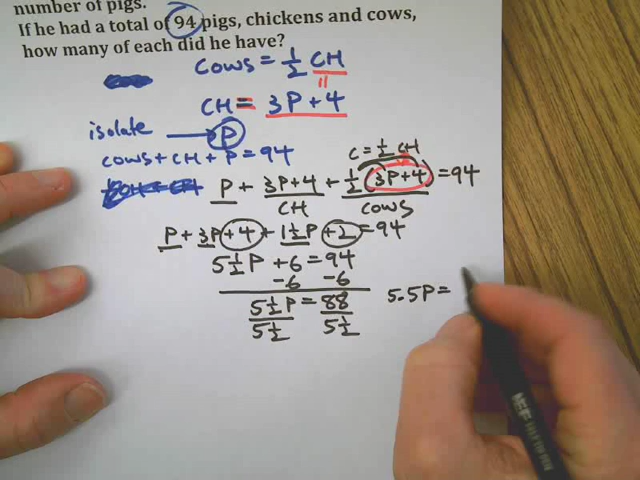 number of pigs.
If he had a total of 94 pigs, chickens and cows,
how many of each did he have?
COWS = ½ CH
CH = 3P + 4
isolate P
COWS + CH + P = 94
C = ½ CH
P + 3P + 4 + ½ (3P + 4) = 94
CH COWS
P + 3P + 4 + 1½ P + 2 = 94
5½ P + 6 = 94
-6 -6
5½ P = 88
5½ 5½
5.5P =